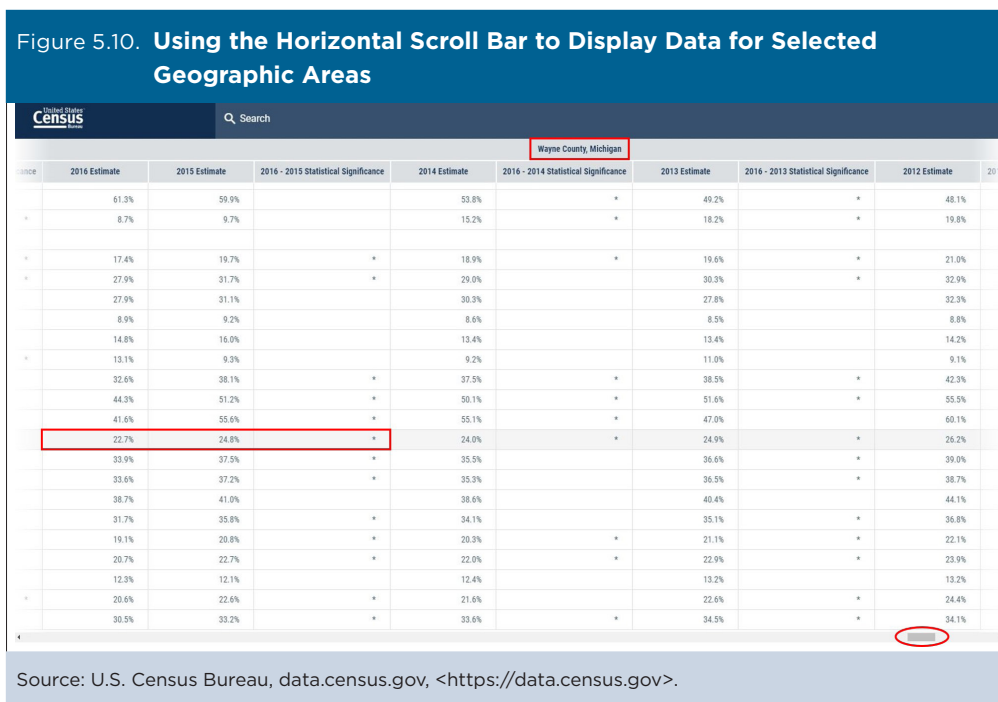 Figure 5.10. Using the Horizontal Scroll Bar to Display Data for Selected
Geographic Areas
United States
Census
Bureau
Search
Wayne County, Michigan
2016 Estimate 2015 Estimate 2016 - 2015 Statistical Significance 2014 Estimate 2016 - 2014 Statistical Significance 2013 Estimate 2016 - 2013 Statistical Significance 2012 Estimate 20
61.3% 59.9% 53.8% * 49.2% * 48.1%
* 8.7% 9.7% 15.2% * 18.2% * 19.8%
* 17.4% 19.7% * 18.9% * 19.6% * 21.0%
* 27.9% 31.7% * 29.0% 30.3% * 32.9%
27.9% 31.1% 30.3% 27.8% 32.3%
8.9% 9.2% 8.6% 8.5% 8.8%
14.8% 16.0% 13.4% 13.4% 14.2%
* 13.1% 9.3% 9.2% 11.0% 9.1%
32.6% 38.1% * 37.5% * 38.5% * 42.3%
44.3% 51.2% * 50.1% * 51.6% * 55.5%
41.6% 55.6% * 55.1% * 47.0% 60.1%
22.7% 24.8% * 24.0% * 24.9% * 26.2%
33.9% 37.5% * 35.5% 36.6% * 39.0%
33.6% 37.2% * 35.3% 36.5% * 38.7%
38.7% 41.0% 38.6% 40.4% 44.1%
31.7% 35.8% * 34.1% 35.1% * 36.8%
19.1% 20.8% * 20.3% * 21.1% * 22.1%
20.7% 22.7% * 22.0% * 22.9% * 23.9%
12.3% 12.1% 12.4% 13.2% 13.2%
* 20.6% 22.6% * 21.6% 22.6% * 24.4%
30.5% 33.2% * 33.6% * 34.5% * 34.1%
Source: U.S. Census Bureau, data.census.gov, <https://data.census.gov>.